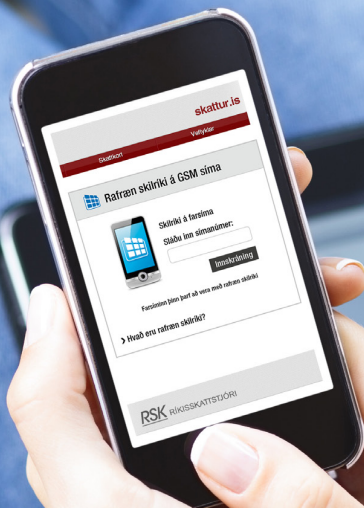 skattur.is
Skattkort Veflyklar
Rafræn skilríki á GSM síma
Skilríki á farsíma
Sláðu inn símanúmer:
Innskráning
Farsíminn þinn þarf að vera með rafræn skilríki
Hvað eru rafræn skilríki?
RSK RÍKISSKATTSTJÓRI